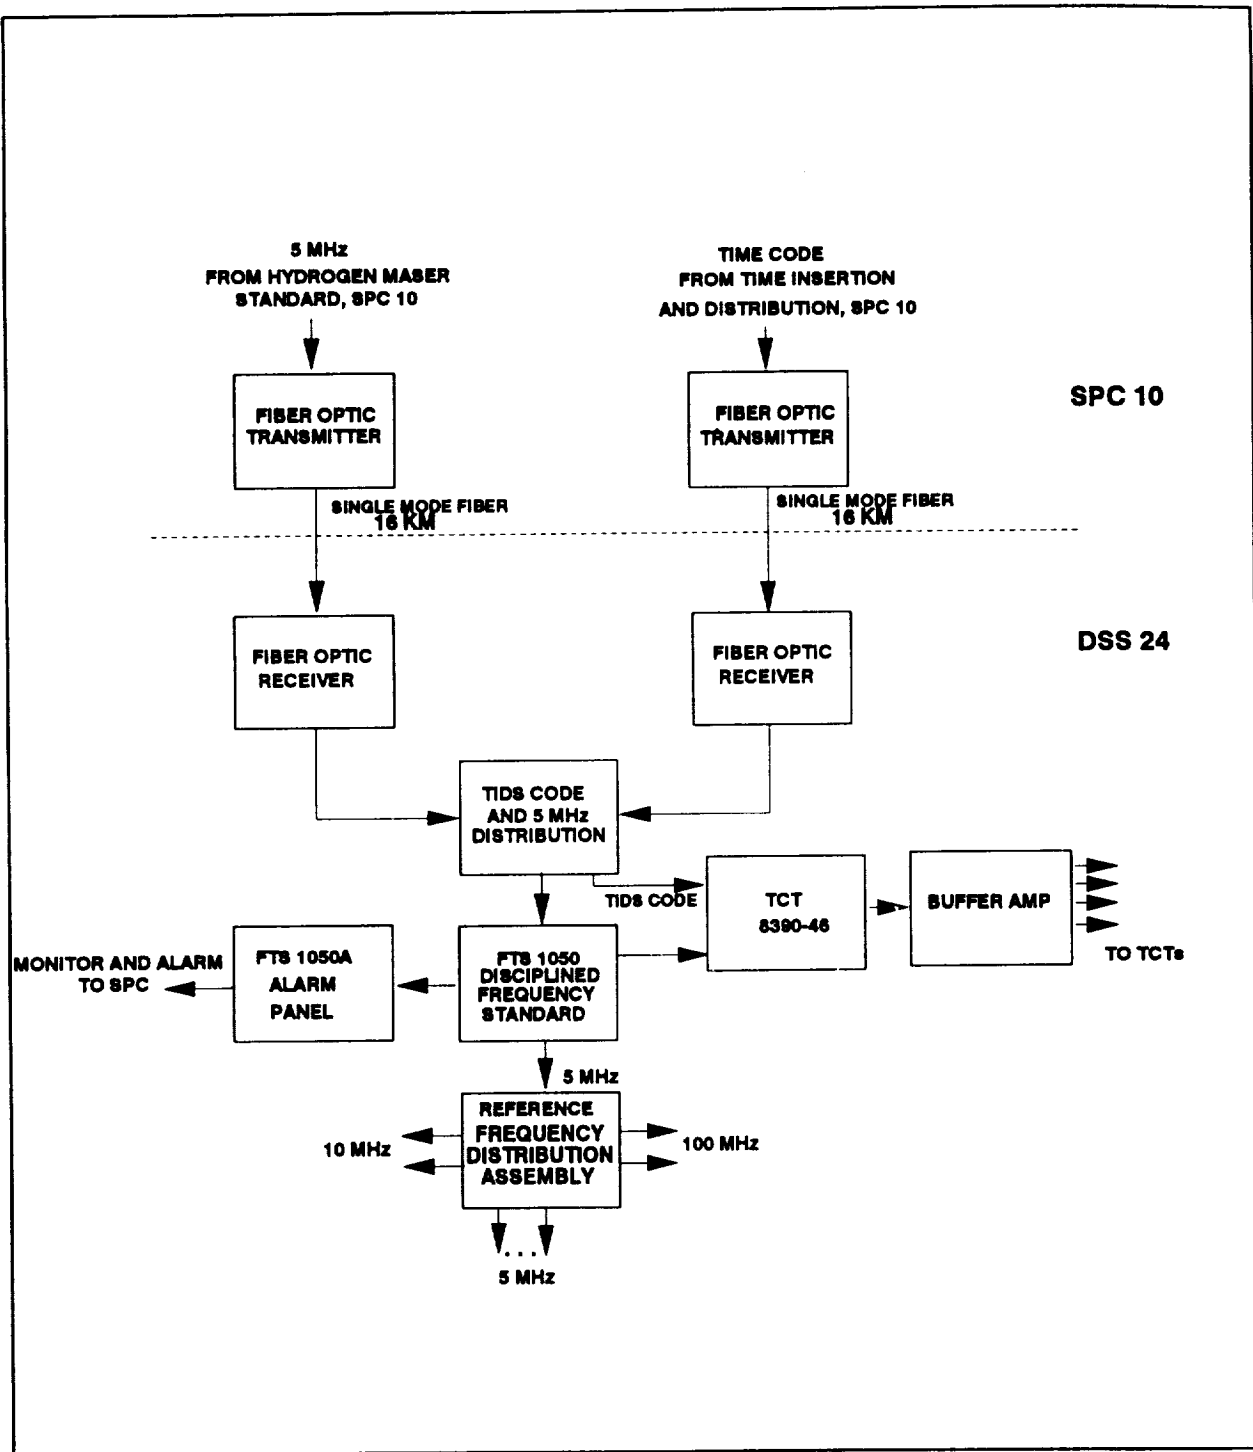 5 MHz
FROM HYDROGEN MASER
STANDARD, SPC 10
TIME CODE
FROM TIME INSERTION
AND DISTRIBUTION, SPC 10
FIBER OPTIC
TRANSMITTER
FIBER OPTIC
TRANSMITTER
SPC 10
SINGLE MODE FIBER
16 KM
SINGLE MODE FIBER
16 KM
FIBER OPTIC
RECEIVER
FIBER OPTIC
RECEIVER
DSS 24
TIDS CODE
AND 5 MHz
DISTRIBUTION
TIDS CODE
TCT
8390-46
BUFFER AMP
TO TCTs
MONITOR AND ALARM
TO SPC
FTS 1050A
ALARM
PANEL
FTS 1050
DISCIPLINED
FREQUENCY
STANDARD
5 MHz
REFERENCE
FREQUENCY
DISTRIBUTION
ASSEMBLY
10 MHz
100 MHz
...
5 MHz